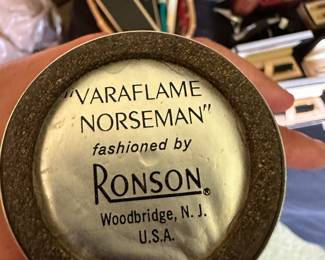 "VARAFLAME
NORSEMAN"
fashioned by
RONSON®
Woodbridge, N. J.
U.S.A.